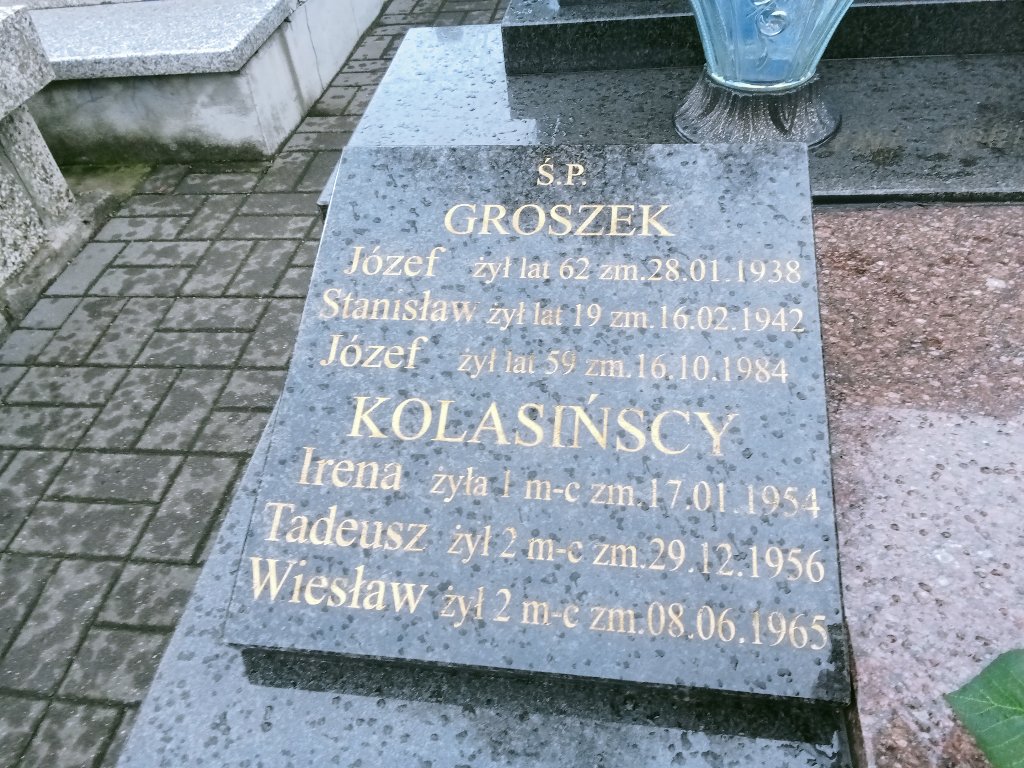 Ś.P.
GROSZEK
Józef żył lat 62 zm.28.01.1938
Stanisław żył lat 19 zm.16.02.1942
Józef żył lat 59 zm.16.10.1984
KOLASIŃSCY
Irena żyła 1 m-c zm.17.01.1954
Tadeusz żył 2 m-c zm.29.12.1956
Wiesław żył 2 m-c zm.08.06.1965